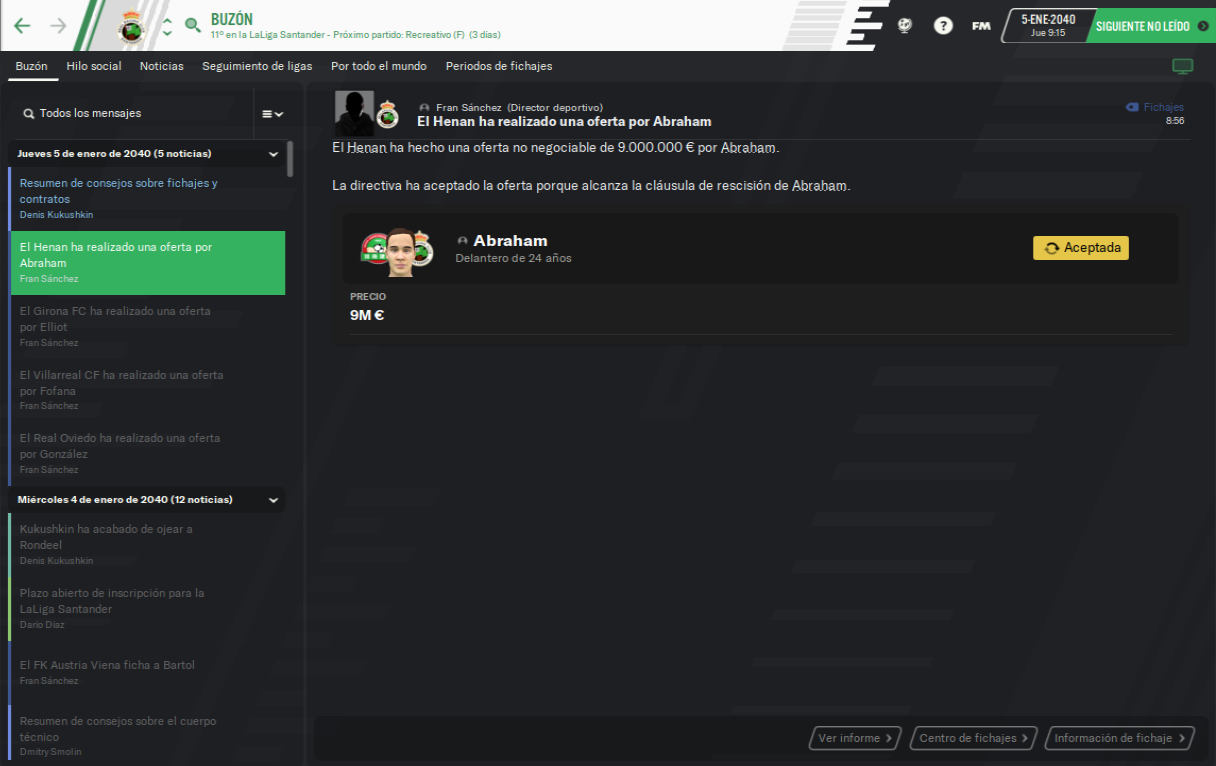 BUZÓN
11º en la LaLiga Santander - Próximo partido: Recreativo (F) (3 días)
?
FM
5-ENE-2040
Jue 9:15
SIGUIENTE NO LEÍDO
Buzón
Hilo social
Noticias
Seguimiento de ligas
Por todo el mundo
Periodos de fichajes
Todos los mensajes
Jueves 5 de enero de 2040 (5 noticias)
Resumen de consejos sobre fichajes y
contratos
Denis Kukushkin
El Henan ha realizado una oferta por
Abraham
Fran Sánchez
El Girona FC ha realizado una oferta
por Elliot
Fran Sánchez
El Villarreal CF ha realizado una oferta
por Fofana
Fran Sánchez
El Real Oviedo ha realizado una oferta
por González
Fran Sánchez
Miércoles 4 de enero de 2040 (12 noticias)
Kukushkin ha acabado de ojear a
Rondeel
Denis Kukushkin
Plazo abierto de inscripción para la
LaLiga Santander
Dario Diaz
El FK Austria Viena ficha a Bartol
Fran Sánchez
Resumen de consejos sobre el cuerpo
técnico
Dmitry Smolin
Fran Sánchez (Director deportivo)
El Henan ha realizado una oferta por Abraham
Fichajes
8:56
El Henan ha hecho una oferta no negociable de 9.000.000 € por Abraham.
La directiva ha aceptado la oferta porque alcanza la cláusula de rescisión de Abraham.
Abraham
Delantero de 24 años
Aceptada
PRECIO
9M €
Ver informe
Centro de fichajes
Información de fichaje